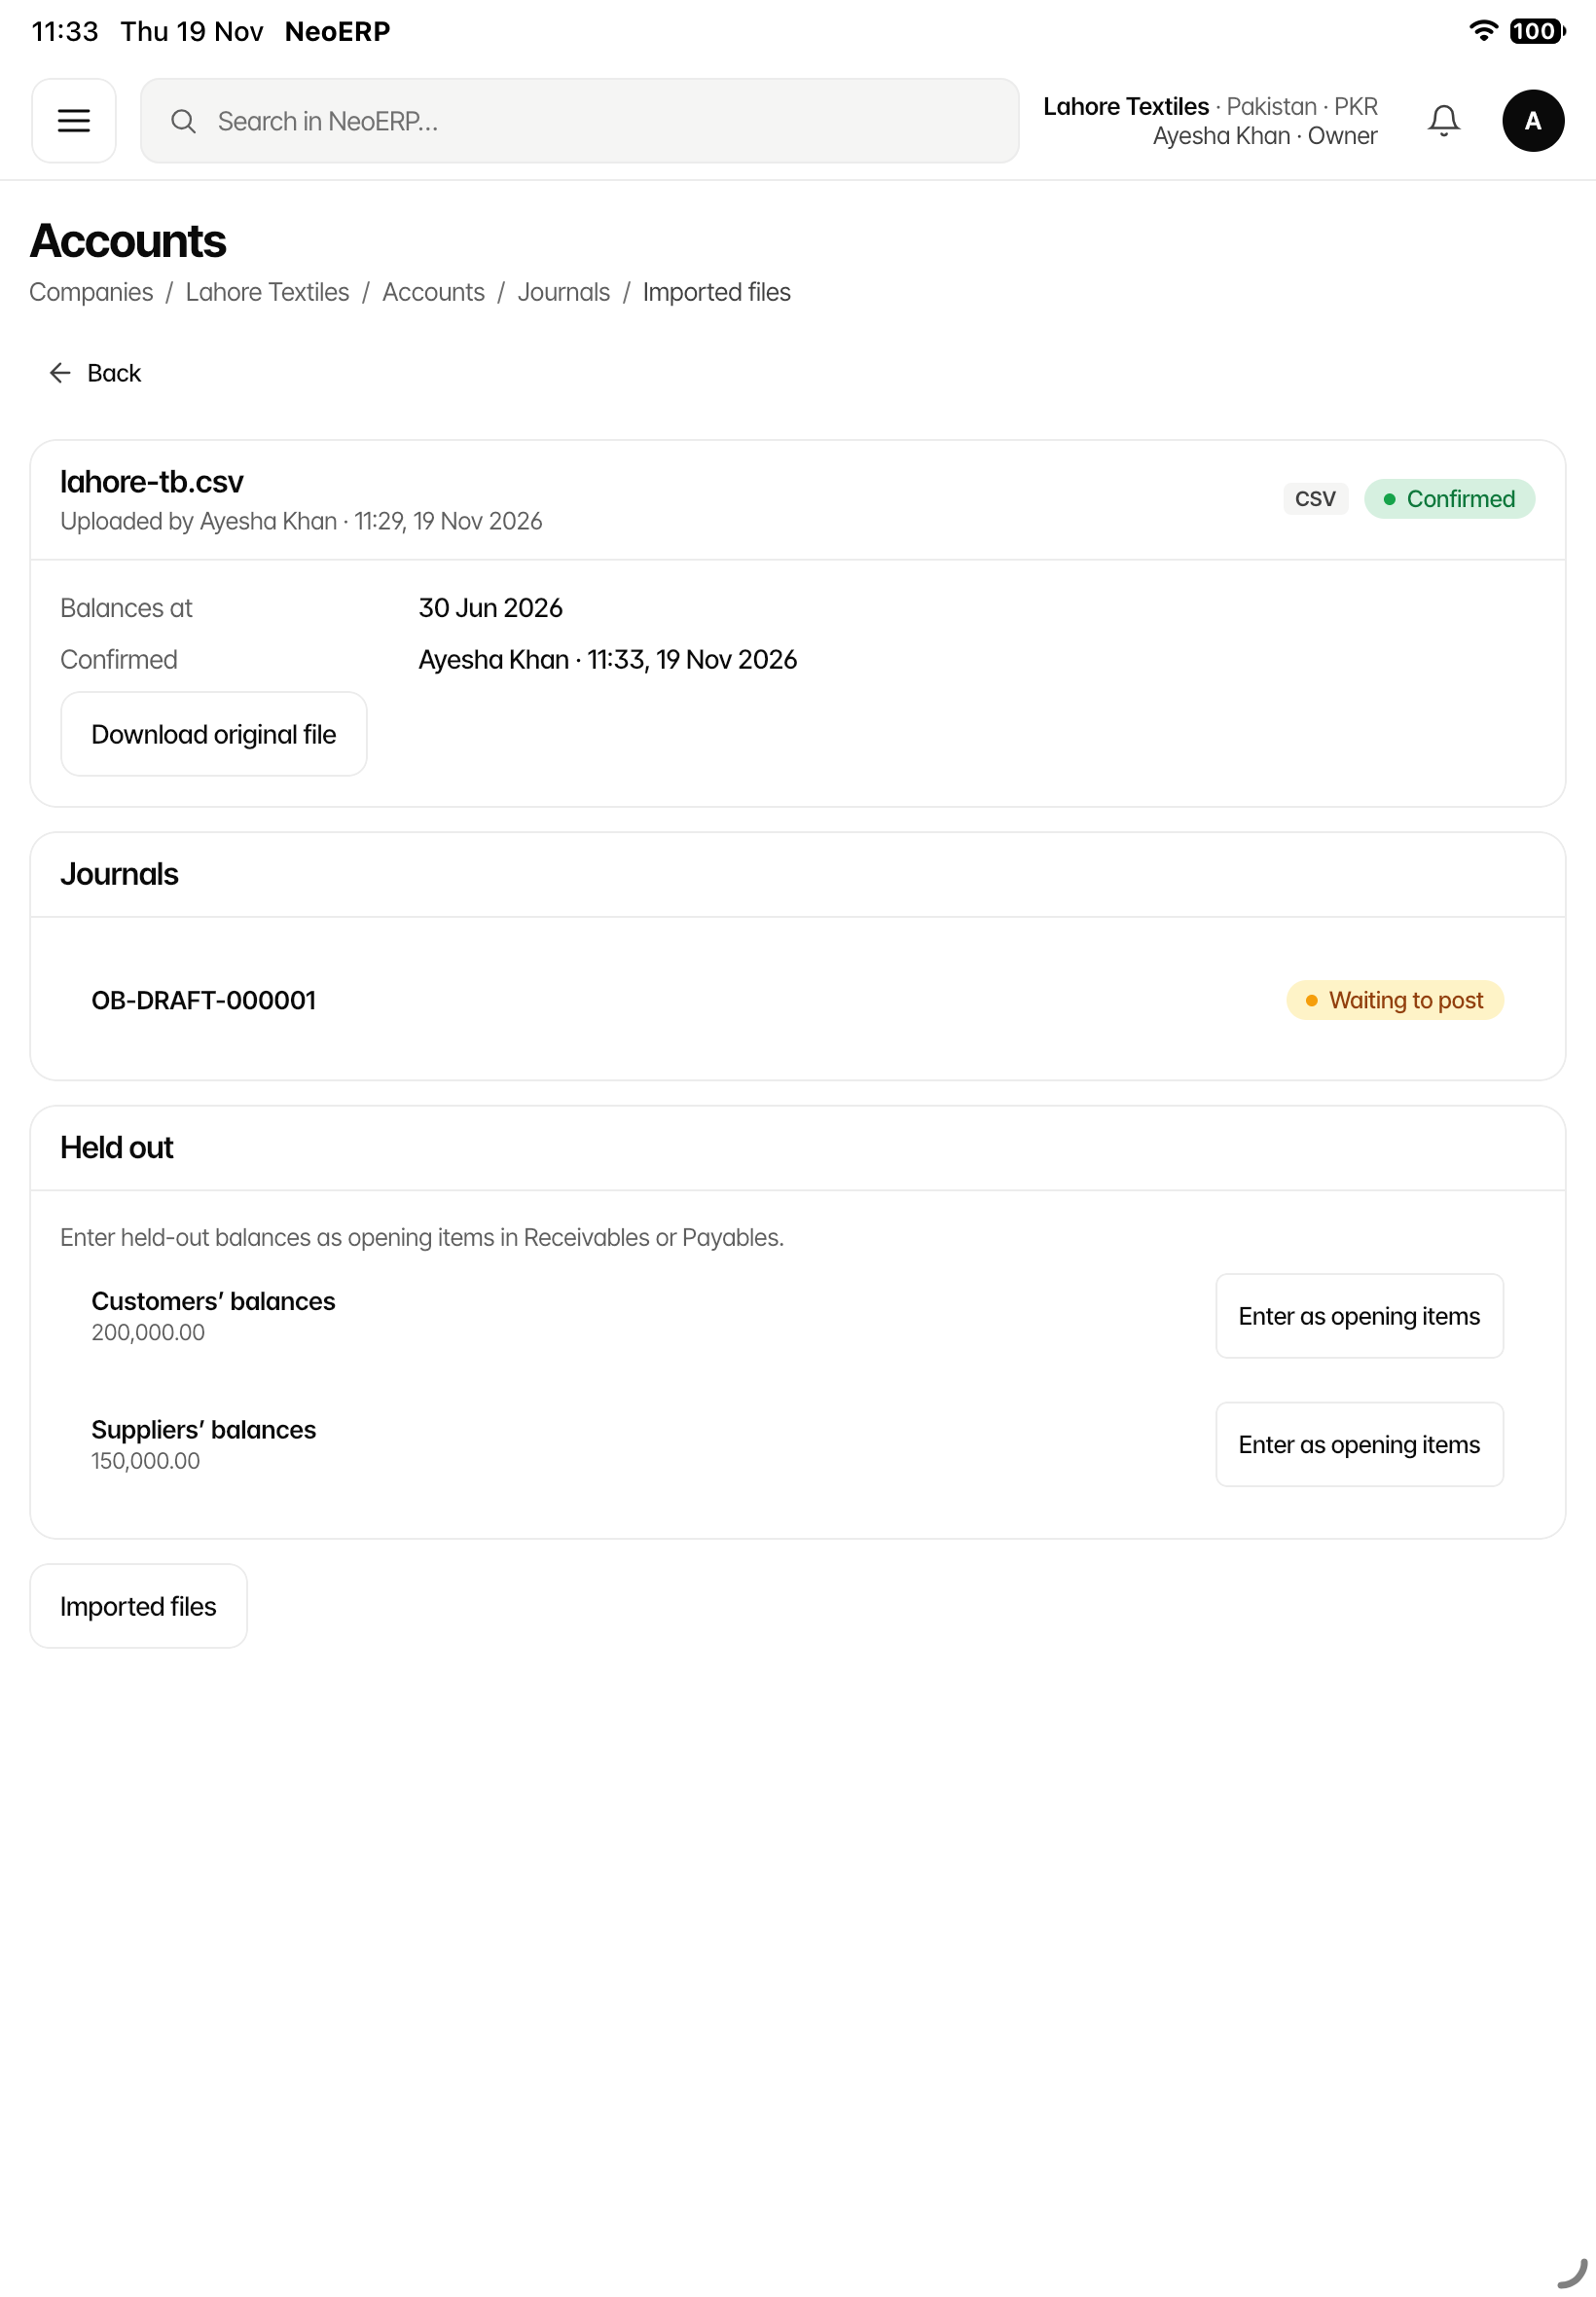 11:33 Thu 19 Nov NeoERP
100
Search in NeoERP...
Lahore Textiles · Pakistan · PKR
Ayesha Khan · Owner
A
Accounts
Companies / Lahore Textiles / Accounts / Journals / Imported files
Back
lahore-tb.csv
Uploaded by Ayesha Khan · 11:29, 19 Nov 2026
CSV
Confirmed
Balances at 30 Jun 2026
Confirmed Ayesha Khan · 11:33, 19 Nov 2026
Download original file
Journals
OB-DRAFT-000001
Waiting to post
Held out
Enter held-out balances as opening items in Receivables or Payables.
Customers’ balances
200,000.00
Enter as opening items
Suppliers’ balances
150,000.00
Enter as opening items
Imported files